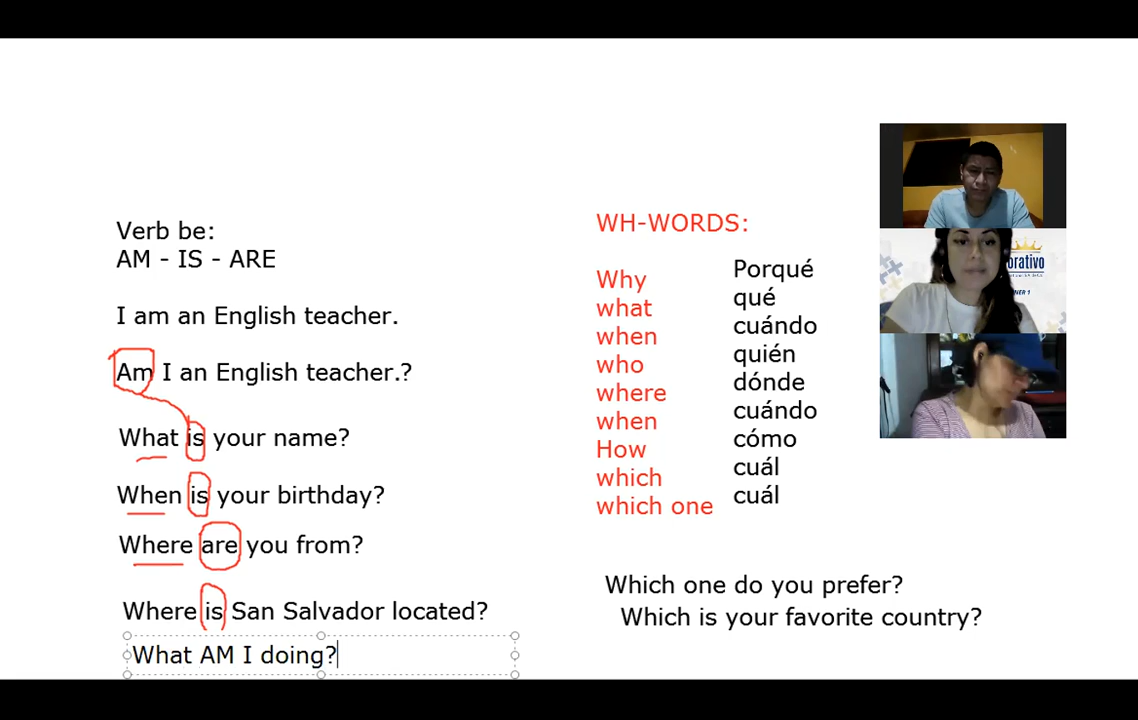 Verb be:
AM - IS - ARE
I am an English teacher.
Am I an English teacher.?
What is your name?
When is your birthday?
Where are you from?
Where is San Salvador located?
What AM I doing?
WH-WORDS:
Why Porqué
what qué
when cuándo
who quién
where dónde
when cuándo
How cómo
which cuál
which one cuál
Which one do you prefer?
Which is your favorite country?
orativo
NER 1